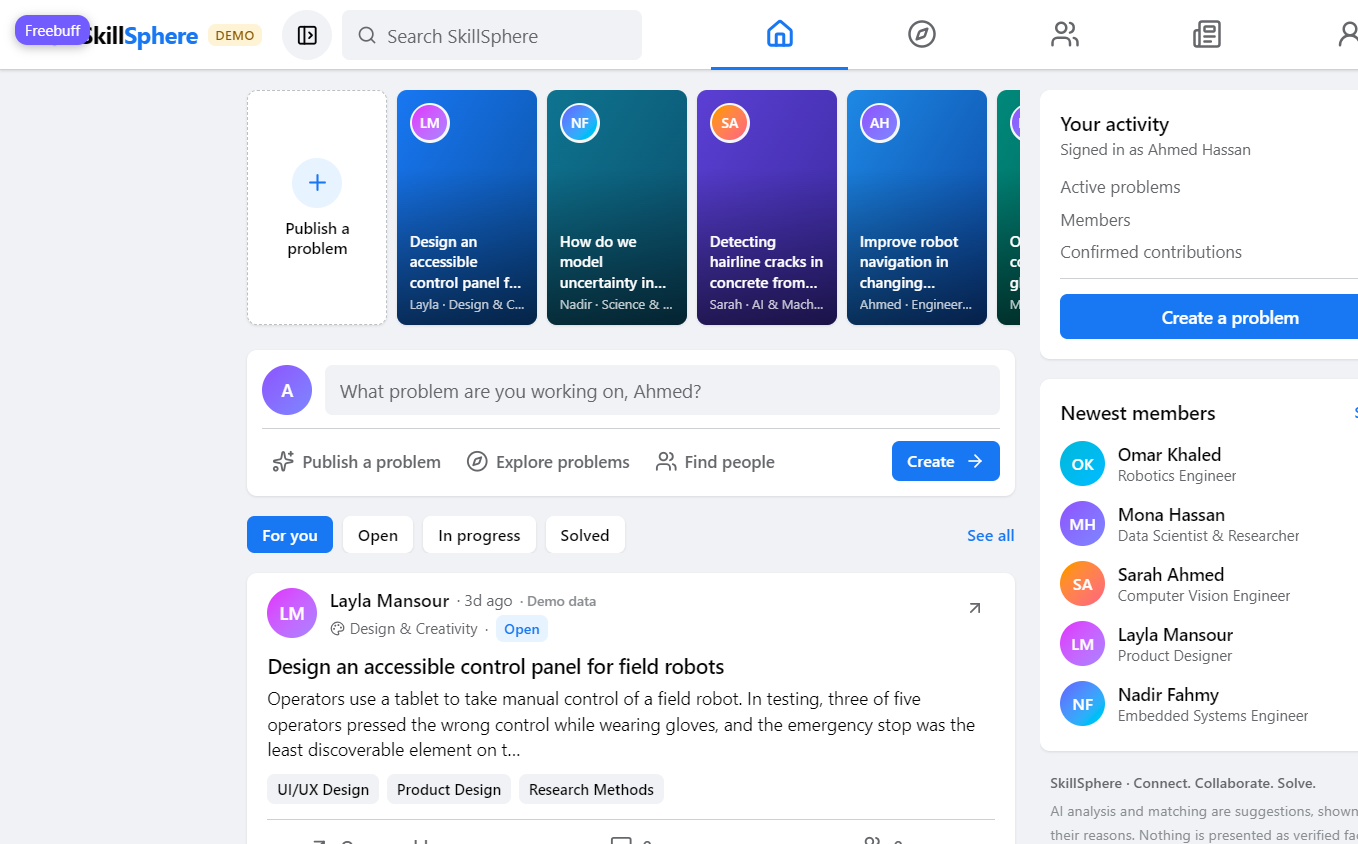 Freebuff
SkillSphere DEMO
Search SkillSphere
Publish a
problem
LM
Design an
accessible
control panel f...
Layla · Design & C...
NF
How do we
model
uncertainty in...
Nadir · Science & ...
SA
Detecting
hairline cracks in
concrete from...
Sarah · AI & Mach...
AH
Improve robot
navigation in
changing...
Ahmed · Engineer...
Your activity
Signed in as Ahmed Hassan
Active problems
Members
Confirmed contributions
Create a problem
A
What problem are you working on, Ahmed?
Publish a problem
Explore problems
Find people
Create
For you
Open
In progress
Solved
See all
LM
Layla Mansour · 3d ago · Demo data
Design & Creativity · Open
Design an accessible control panel for field robots
Operators use a tablet to take manual control of a field robot. In testing, three of five
operators pressed the wrong control while wearing gloves, and the emergency stop was the
least discoverable element on t...
UI/UX Design
Product Design
Research Methods
Newest members
OK
Omar Khaled
Robotics Engineer
MH
Mona Hassan
Data Scientist & Researcher
SA
Sarah Ahmed
Computer Vision Engineer
LM
Layla Mansour
Product Designer
NF
Nadir Fahmy
Embedded Systems Engineer
SkillSphere · Connect. Collaborate. Solve.
AI analysis and matching are suggestions, shown
their reasons. Nothing is presented as verified